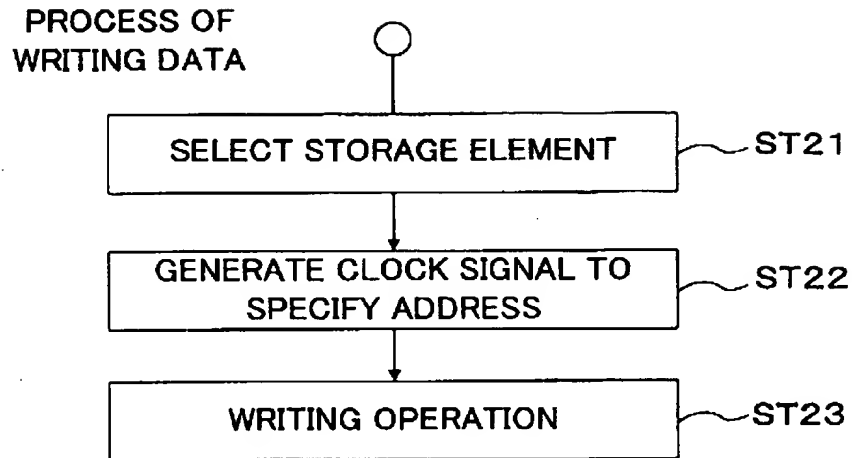 PROCESS OF
WRITING DATA
SELECT STORAGE ELEMENT
ST21
GENERATE CLOCK SIGNAL TO
SPECIFY ADDRESS
ST22
WRITING OPERATION
ST23